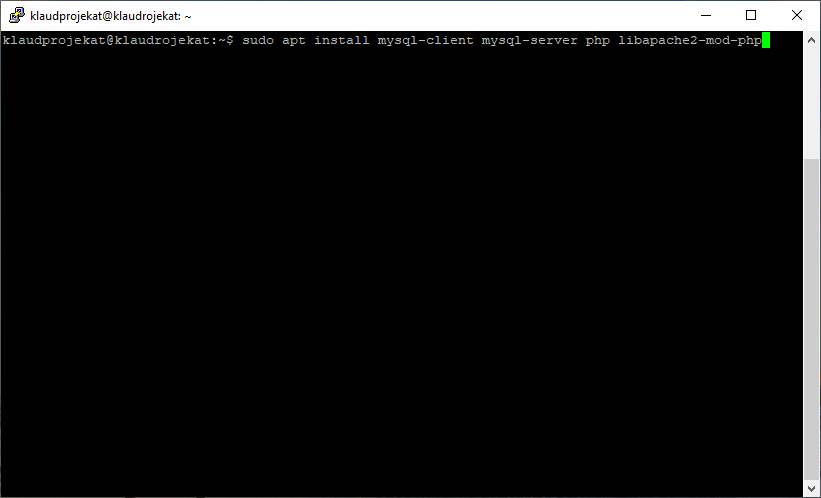 klaudprojekat@klaudrojekat: ~
klaudprojekat@klaudrojekat:~$ sudo apt install mysql-client mysql-server php libapache2-mod-php